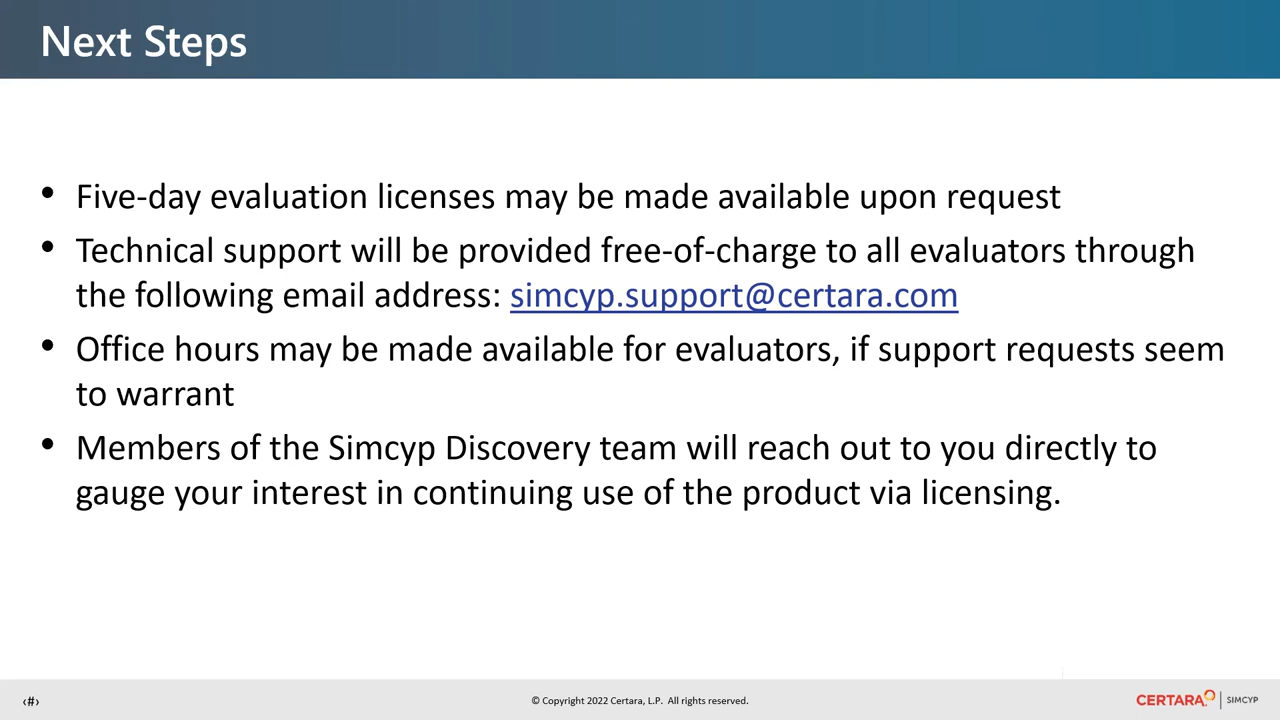 Next Steps
• Five-day evaluation licenses may be made available upon request
• Technical support will be provided free-of-charge to all evaluators through
the following email address: simcyp.support@certara.com
• Office hours may be made available for evaluators, if support requests seem
to warrant
• Members of the Simcyp Discovery team will reach out to you directly to
gauge your interest in continuing use of the product via licensing.
‹#›
© Copyright 2022 Certara, L.P. All rights reserved.
CERTARA | SIMCYP